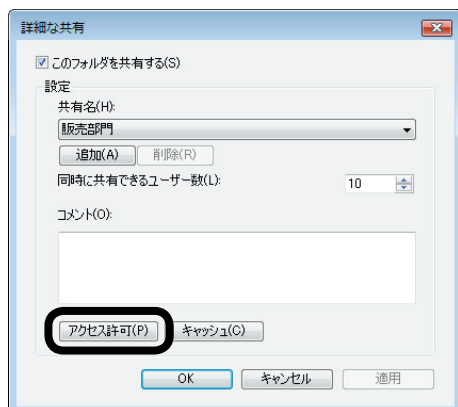 詳細な共有
このフォルダを共有する(S)
設定
共有名(H):
販売部門
追加(A) 削除(R)
同時に共有できるユーザー数(L): 10
コメント(O):
アクセス許可(P) キャッシュ(C)
OK キャンセル 適用